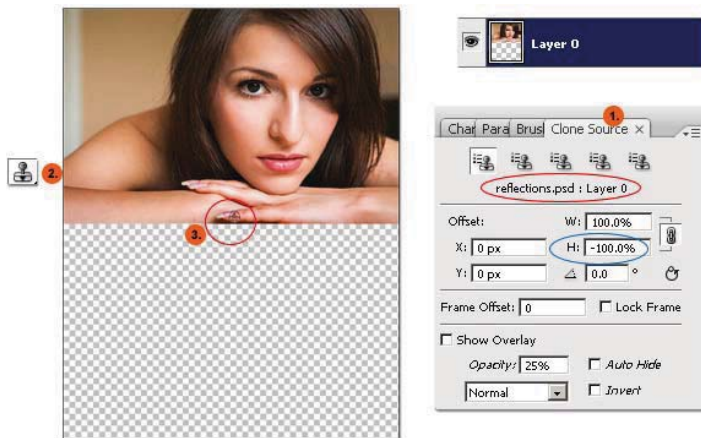 Layer 0
1.
Char Para Brus Clone Source ×
2.
reflections.psd : Layer 0
Offset: W: 100.0%
X: 0 px H: -100.0%
Y: 0 px 0.0 °
3.
Frame Offset: 0 Lock Frame
Show Overlay
Opacity: 25% Auto Hide
Normal Invert